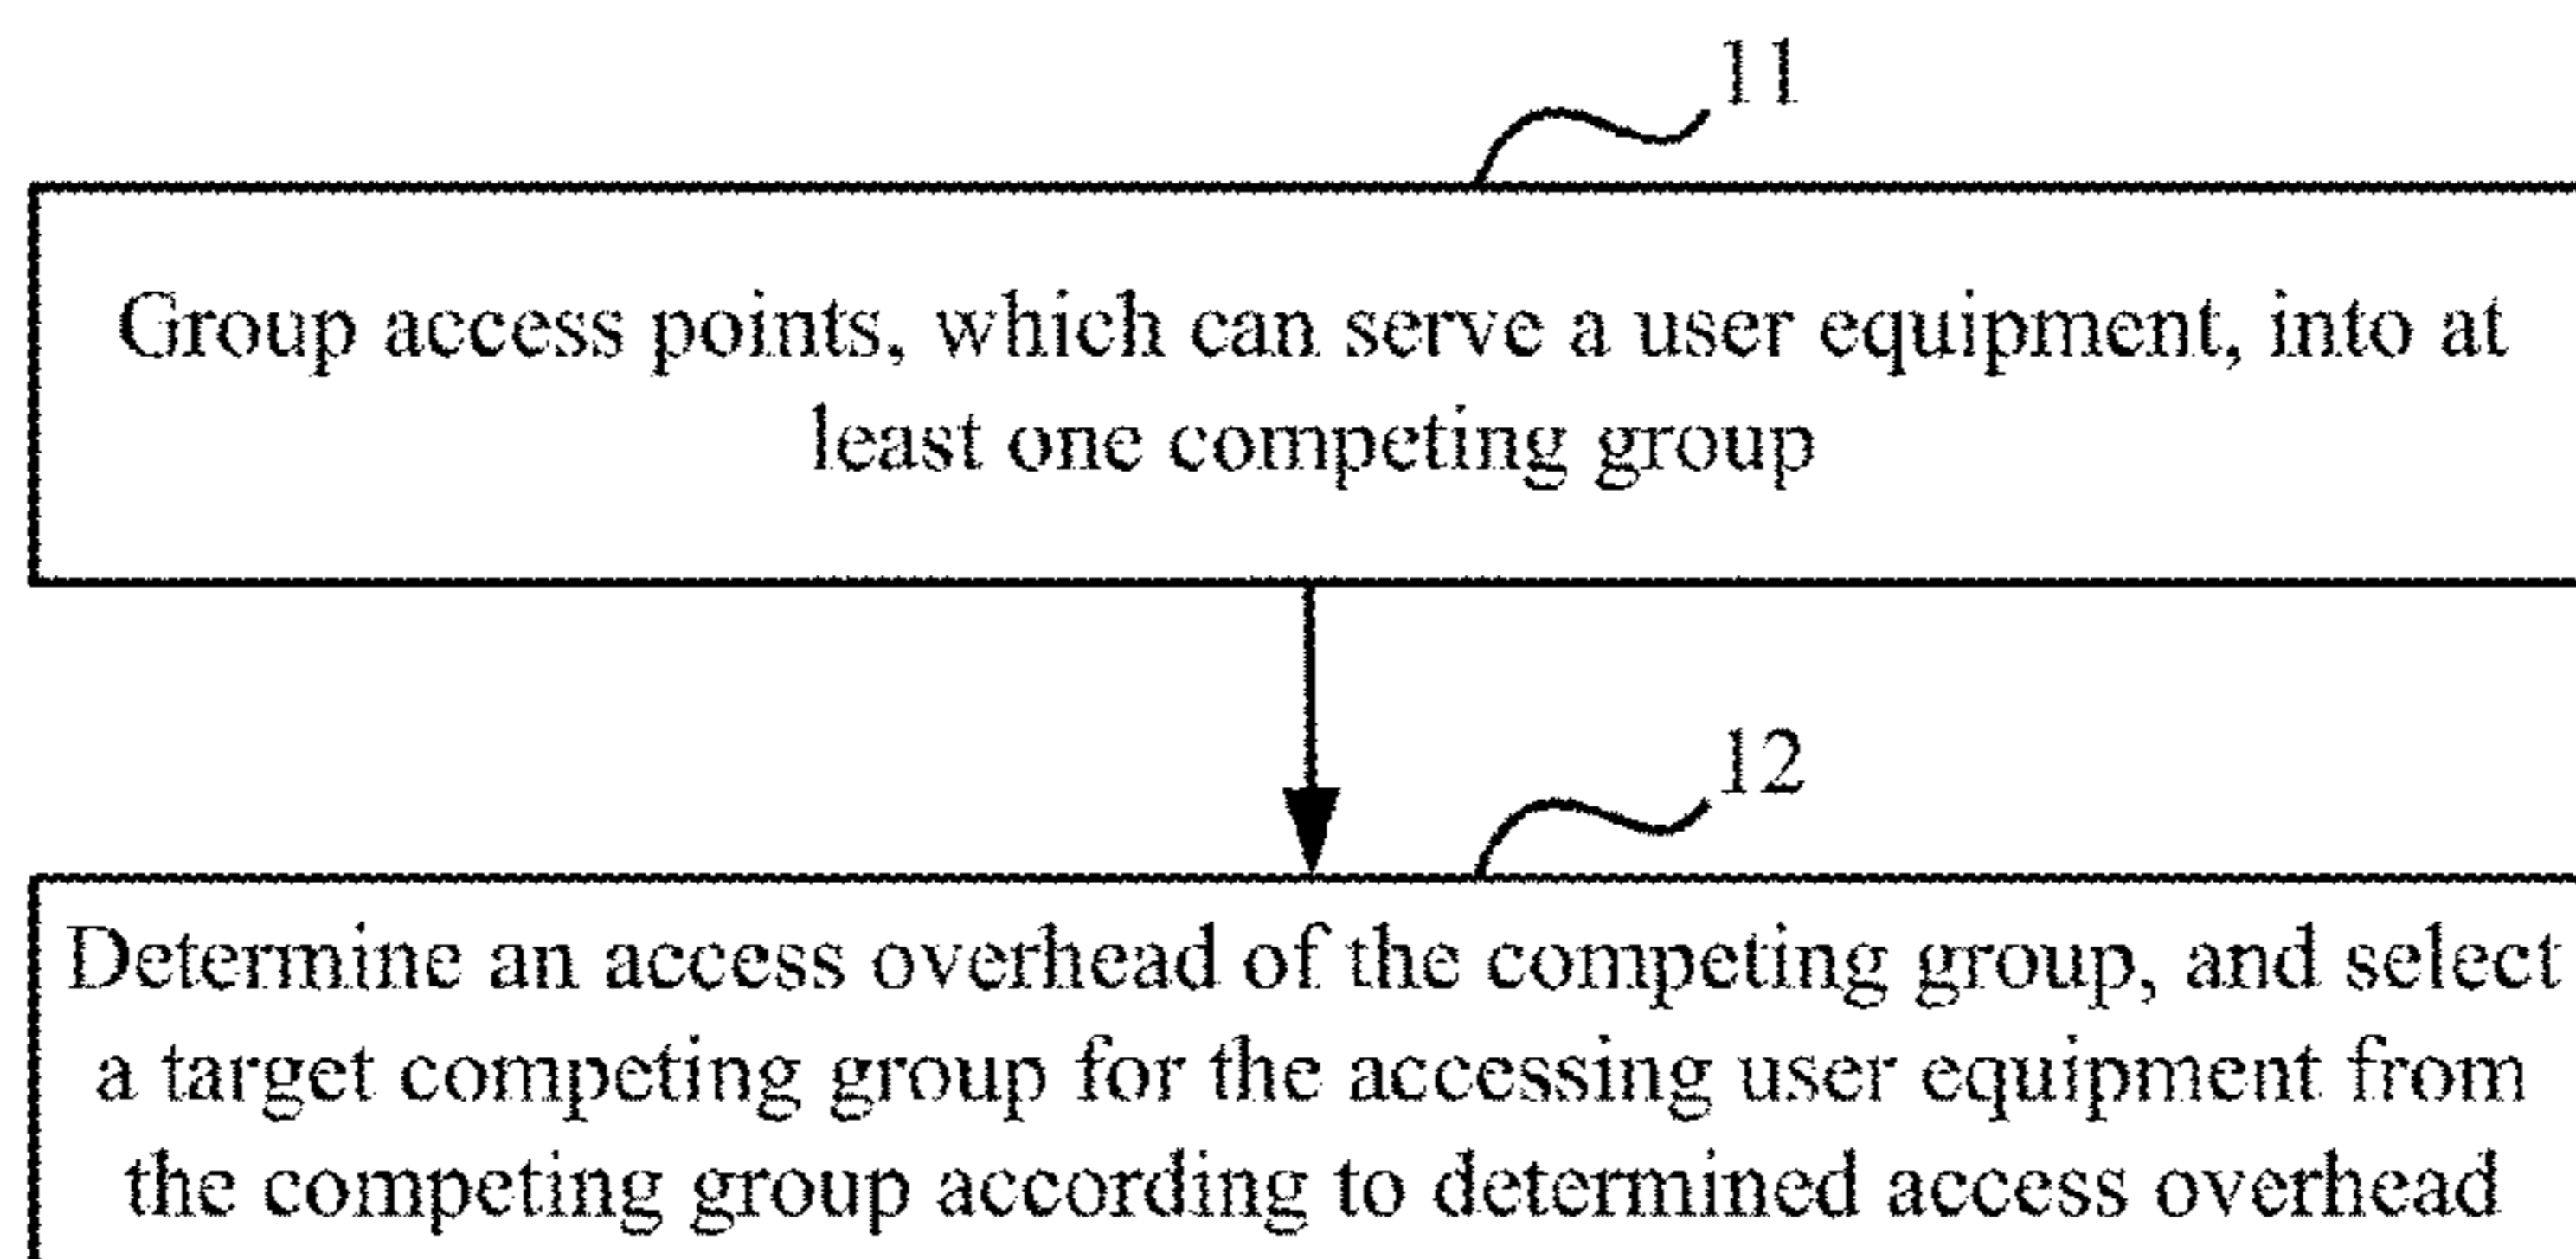 11
Group access points, which can serve a user equipment, into at
least one competing group
12
Determine an access overhead of the competing group, and select
a target competing group for the accessing user equipment from
the competing group according to determined access overhead